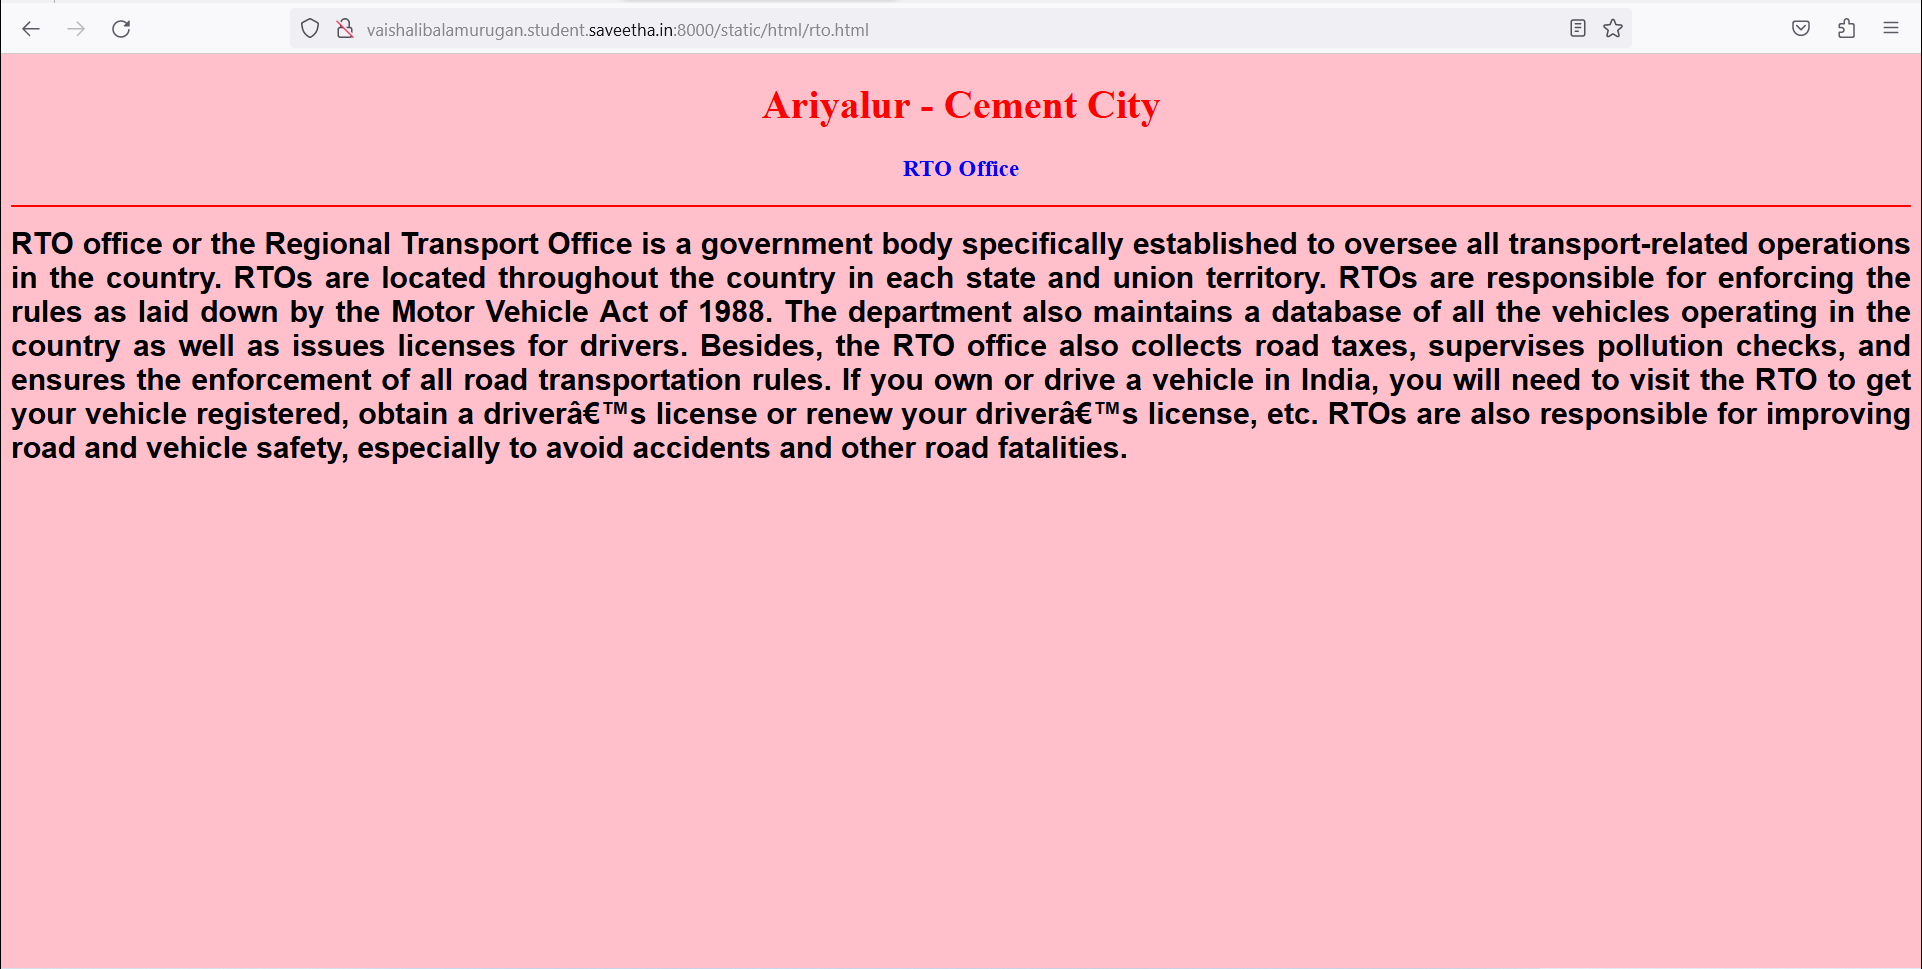 vaishalibalamurugan.student.saveetha.in:8000/static/html/rto.html
Ariyalur - Cement City
RTO Office
RTO office or the Regional Transport Office is a government body specifically established to oversee all transport-related operations
in the country. RTOs are located throughout the country in each state and union territory. RTOs are responsible for enforcing the
rules as laid down by the Motor Vehicle Act of 1988. The department also maintains a database of all the vehicles operating in the
country as well as issues licenses for drivers. Besides, the RTO office also collects road taxes, supervises pollution checks, and
ensures the enforcement of all road transportation rules. If you own or drive a vehicle in India, you will need to visit the RTO to get
your vehicle registered, obtain a driverâ€™s license or renew your driverâ€™s license, etc. RTOs are also responsible for improving
road and vehicle safety, especially to avoid accidents and other road fatalities.